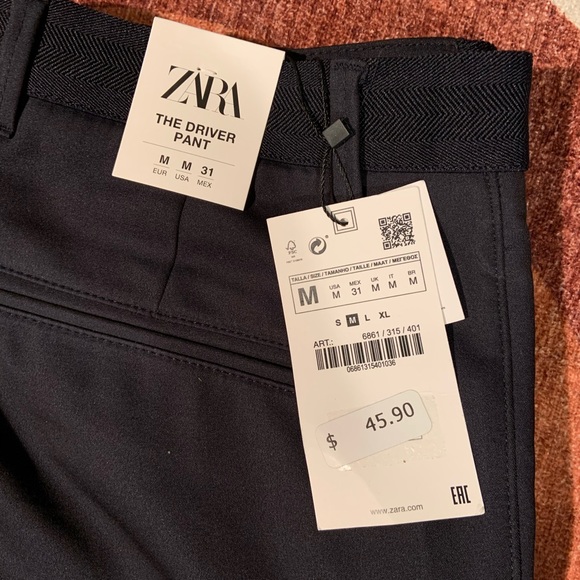 ZARA
THE DRIVER
PANT
M M 31
EUR USA MEX
TALLA / SIZE / TAMANHO / TAILLE / MAAT / ΜΕΓΕΘΟΣ
M
USA MEX UK IT BR
M 31 M M M
S M L XL
ART.: 6861 / 315 / 401
06861315401036
$ 45.90
www.zara.com
EAC